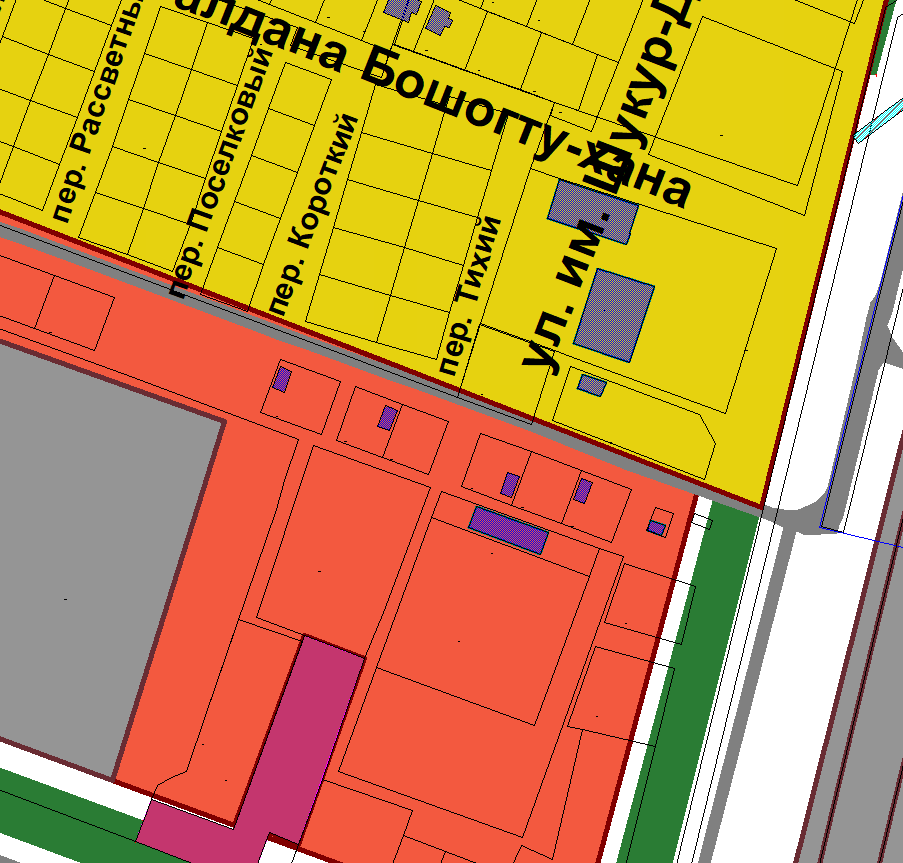 алдана Бошогту-хана
пер. Рассветны
пер. Поселковый
пер. Короткий
пер. Тихий
ул. им. Шукур-Д